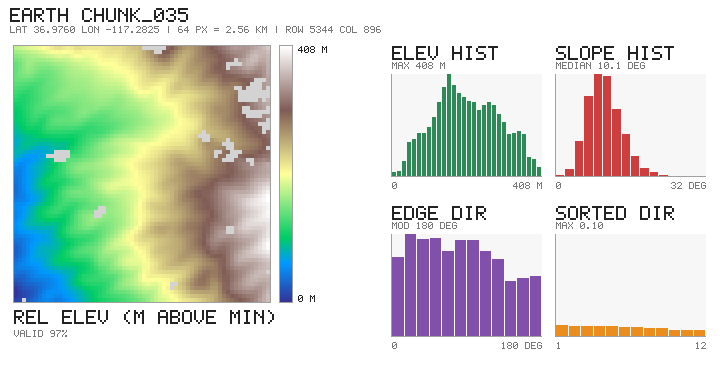 EARTH CHUNK_035
LAT 36.9760 LON -117.2825 | 64 PX = 2.56 KM | ROW 5344 COL 896
408 M
0 M
REL ELEV (M ABOVE MIN)
VALID 97%
ELEV HIST
MAX 408 M
0 408 M
SLOPE HIST
MEDIAN 10.1 DEG
0 32 DEG
EDGE DIR
MOD 180 DEG
0 180 DEG
SORTED DIR
MAX 0.10
1 12